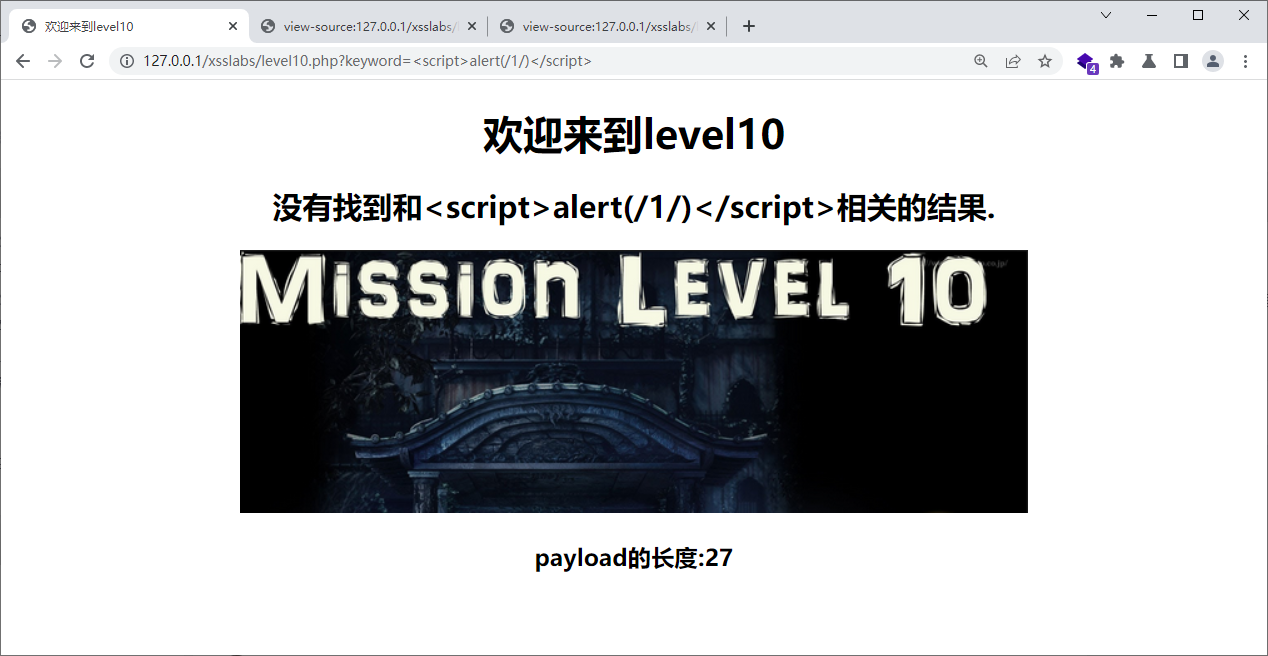 欢迎来到level10
view-source:127.0.0.1/xsslabs/
view-source:127.0.0.1/xsslabs/
127.0.0.1/xsslabs/level10.php?keyword=<script>alert(/1/)</script>
4
欢迎来到level10
没有找到和<script>alert(/1/)</script>相关的结果.
Mission Level 10
payload的长度:27